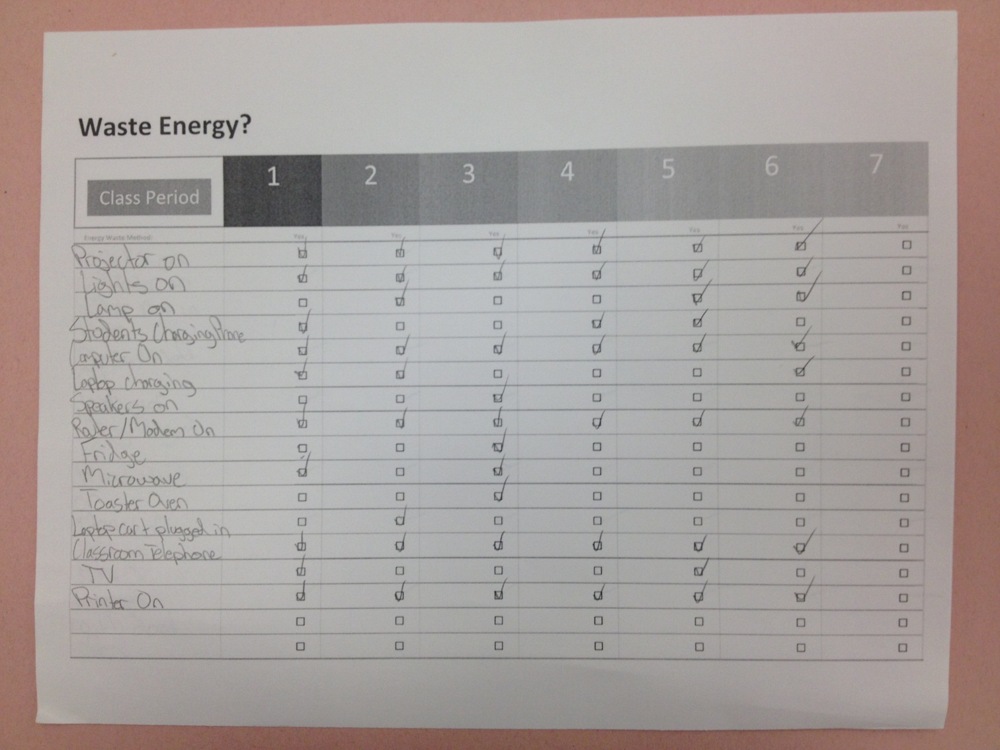 Waste Energy?
Class Period 1 2 3 4 5 6 7
Energy Waste Method: Yes Yes Yes Yes Yes Yes Yes
Projector on
Lights on
Lamp on
Students Charging Phone
Computer On
Laptop charging
Speakers on
Roter/Modem On
Fridge
Microwave
Toaster Oven
Laptop cart plugged in
Classroom Telephone
TV
Printer On